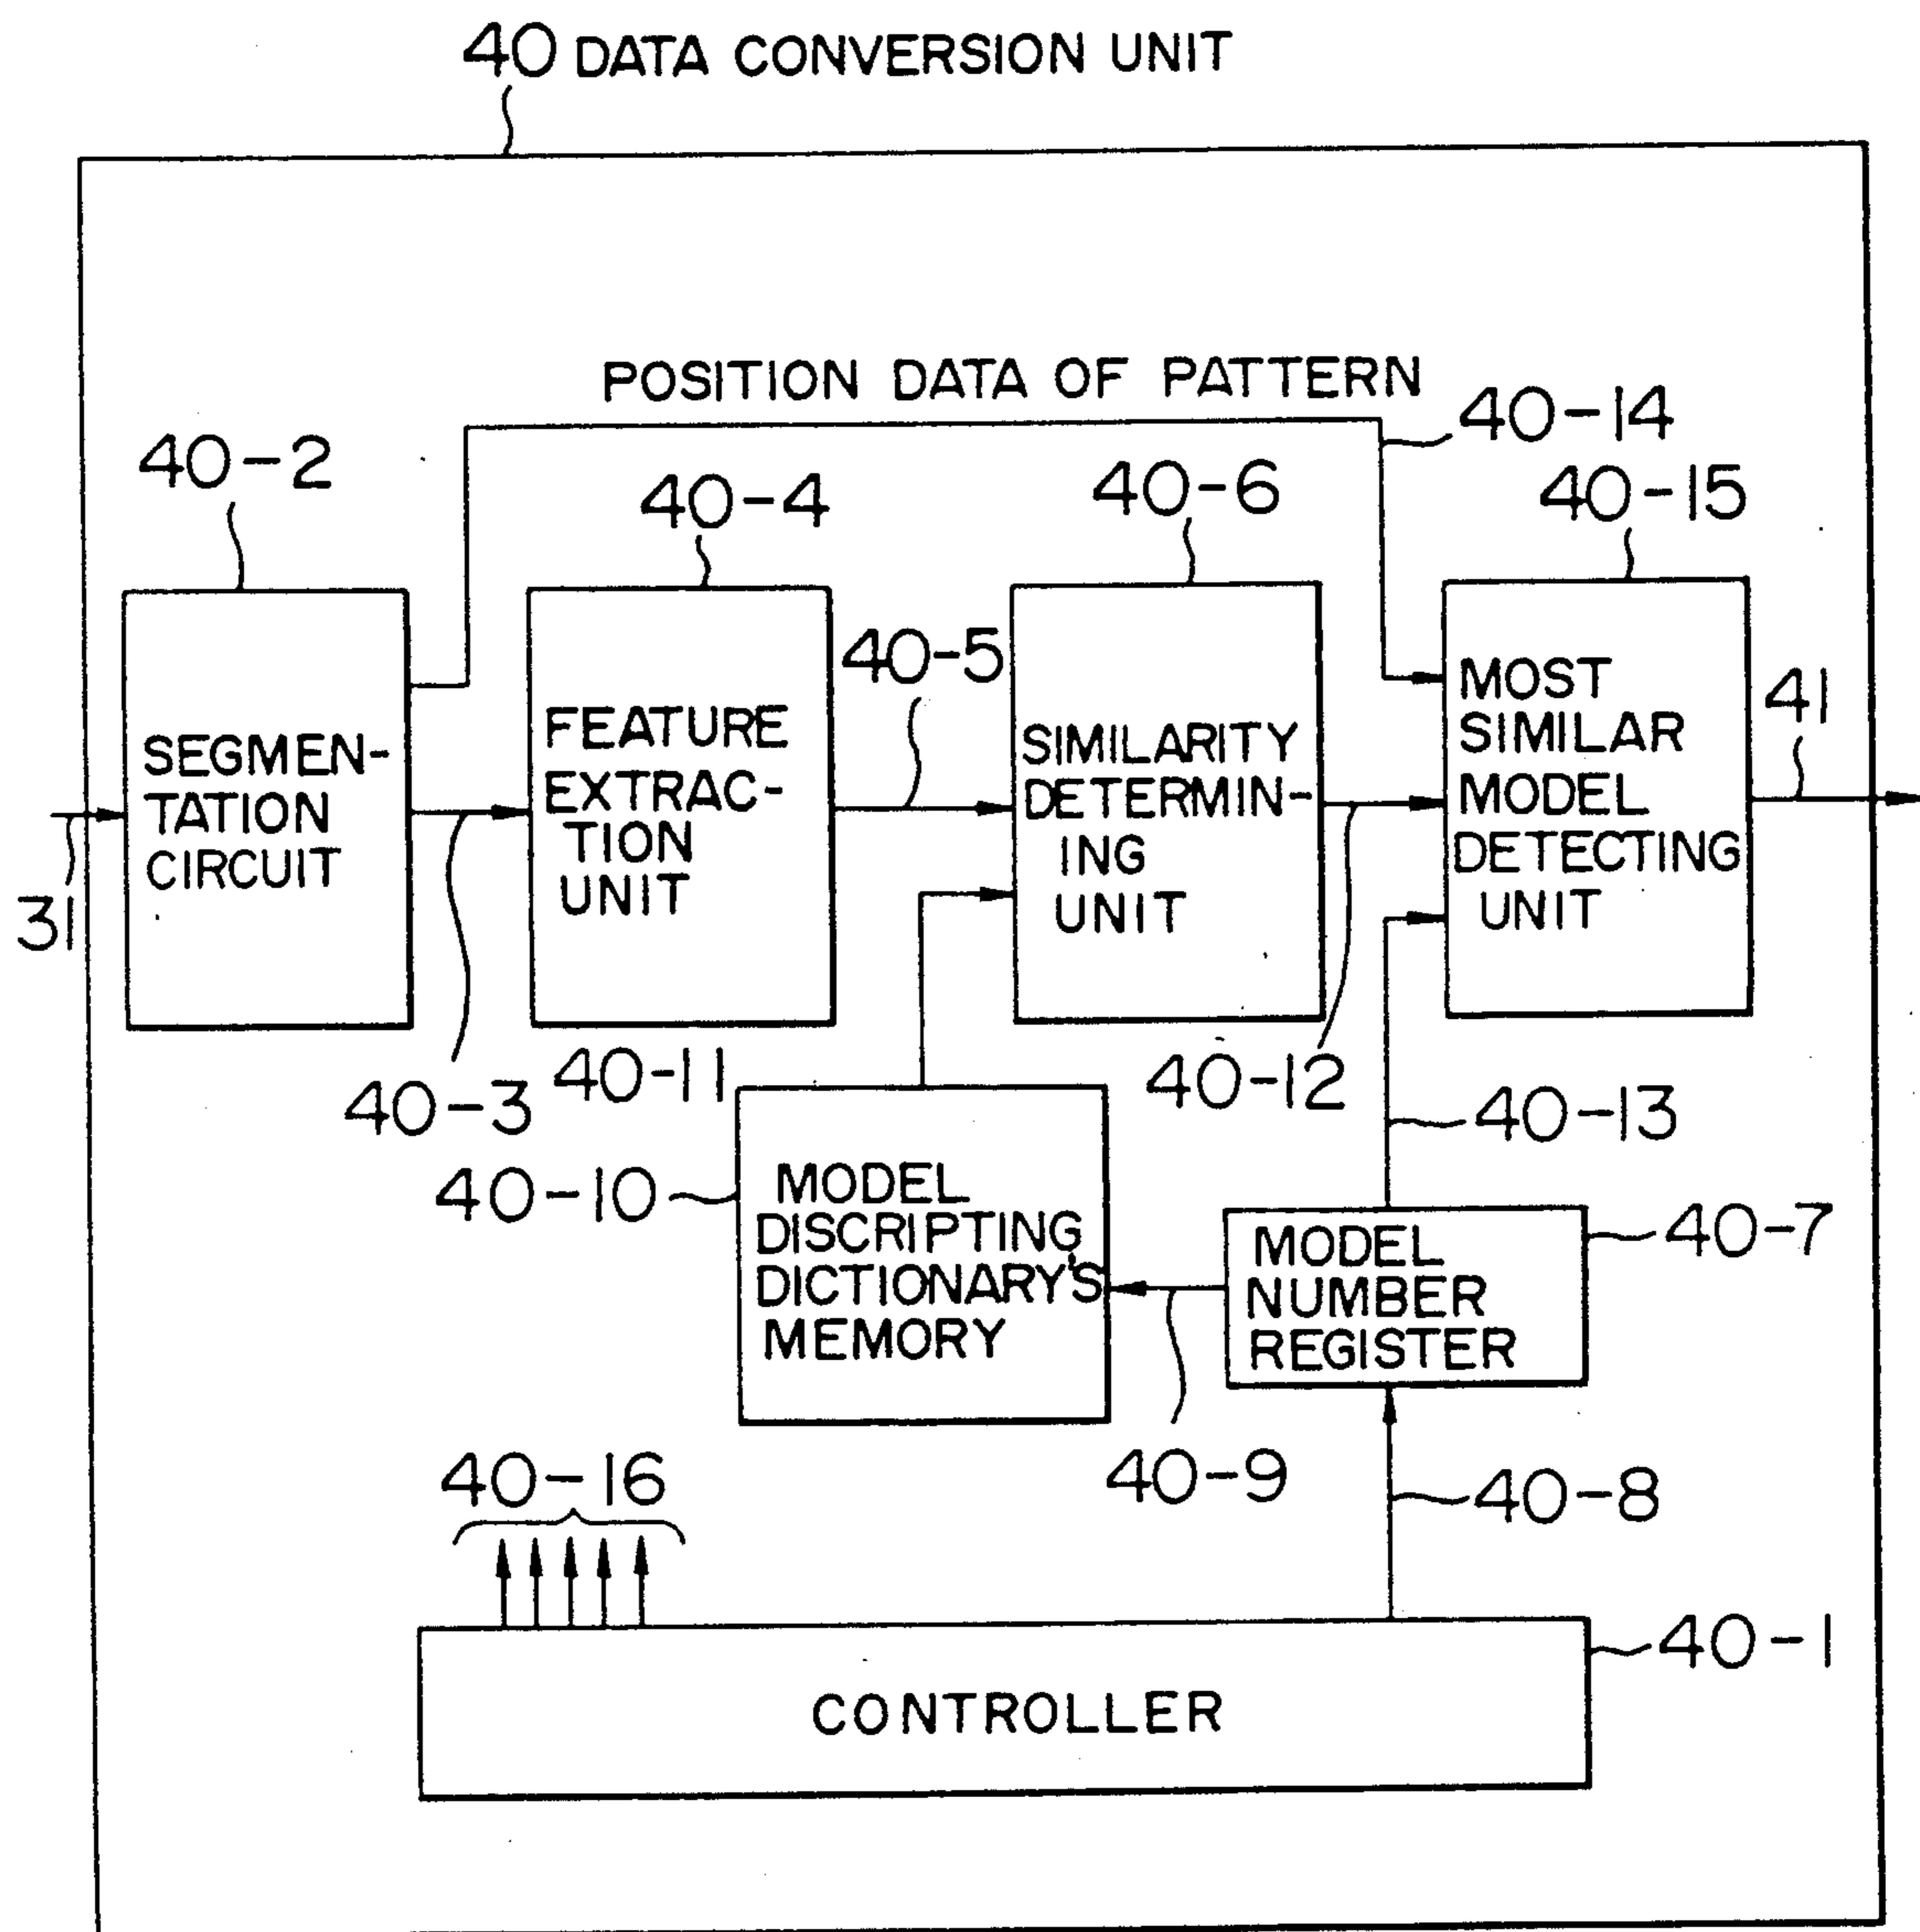 40 DATA CONVERSION UNIT
POSITION DATA OF PATTERN
40-14
40-2
40-4
40-6
40-15
40-5
41
SEGMEN-
TATION
CIRCUIT
FEATURE
EXTRAC-
TION
UNIT
SIMILARITY
DETERMIN-
ING
UNIT
MOST
SIMILAR
MODEL
DETECTING
UNIT
31
40-3
40-11
40-12
40-13
40-10
MODEL
DISCRIPTING
DICTIONARY'S
MEMORY
MODEL
NUMBER
REGISTER
40-7
40-16
40-9
40-8
40-1
CONTROLLER